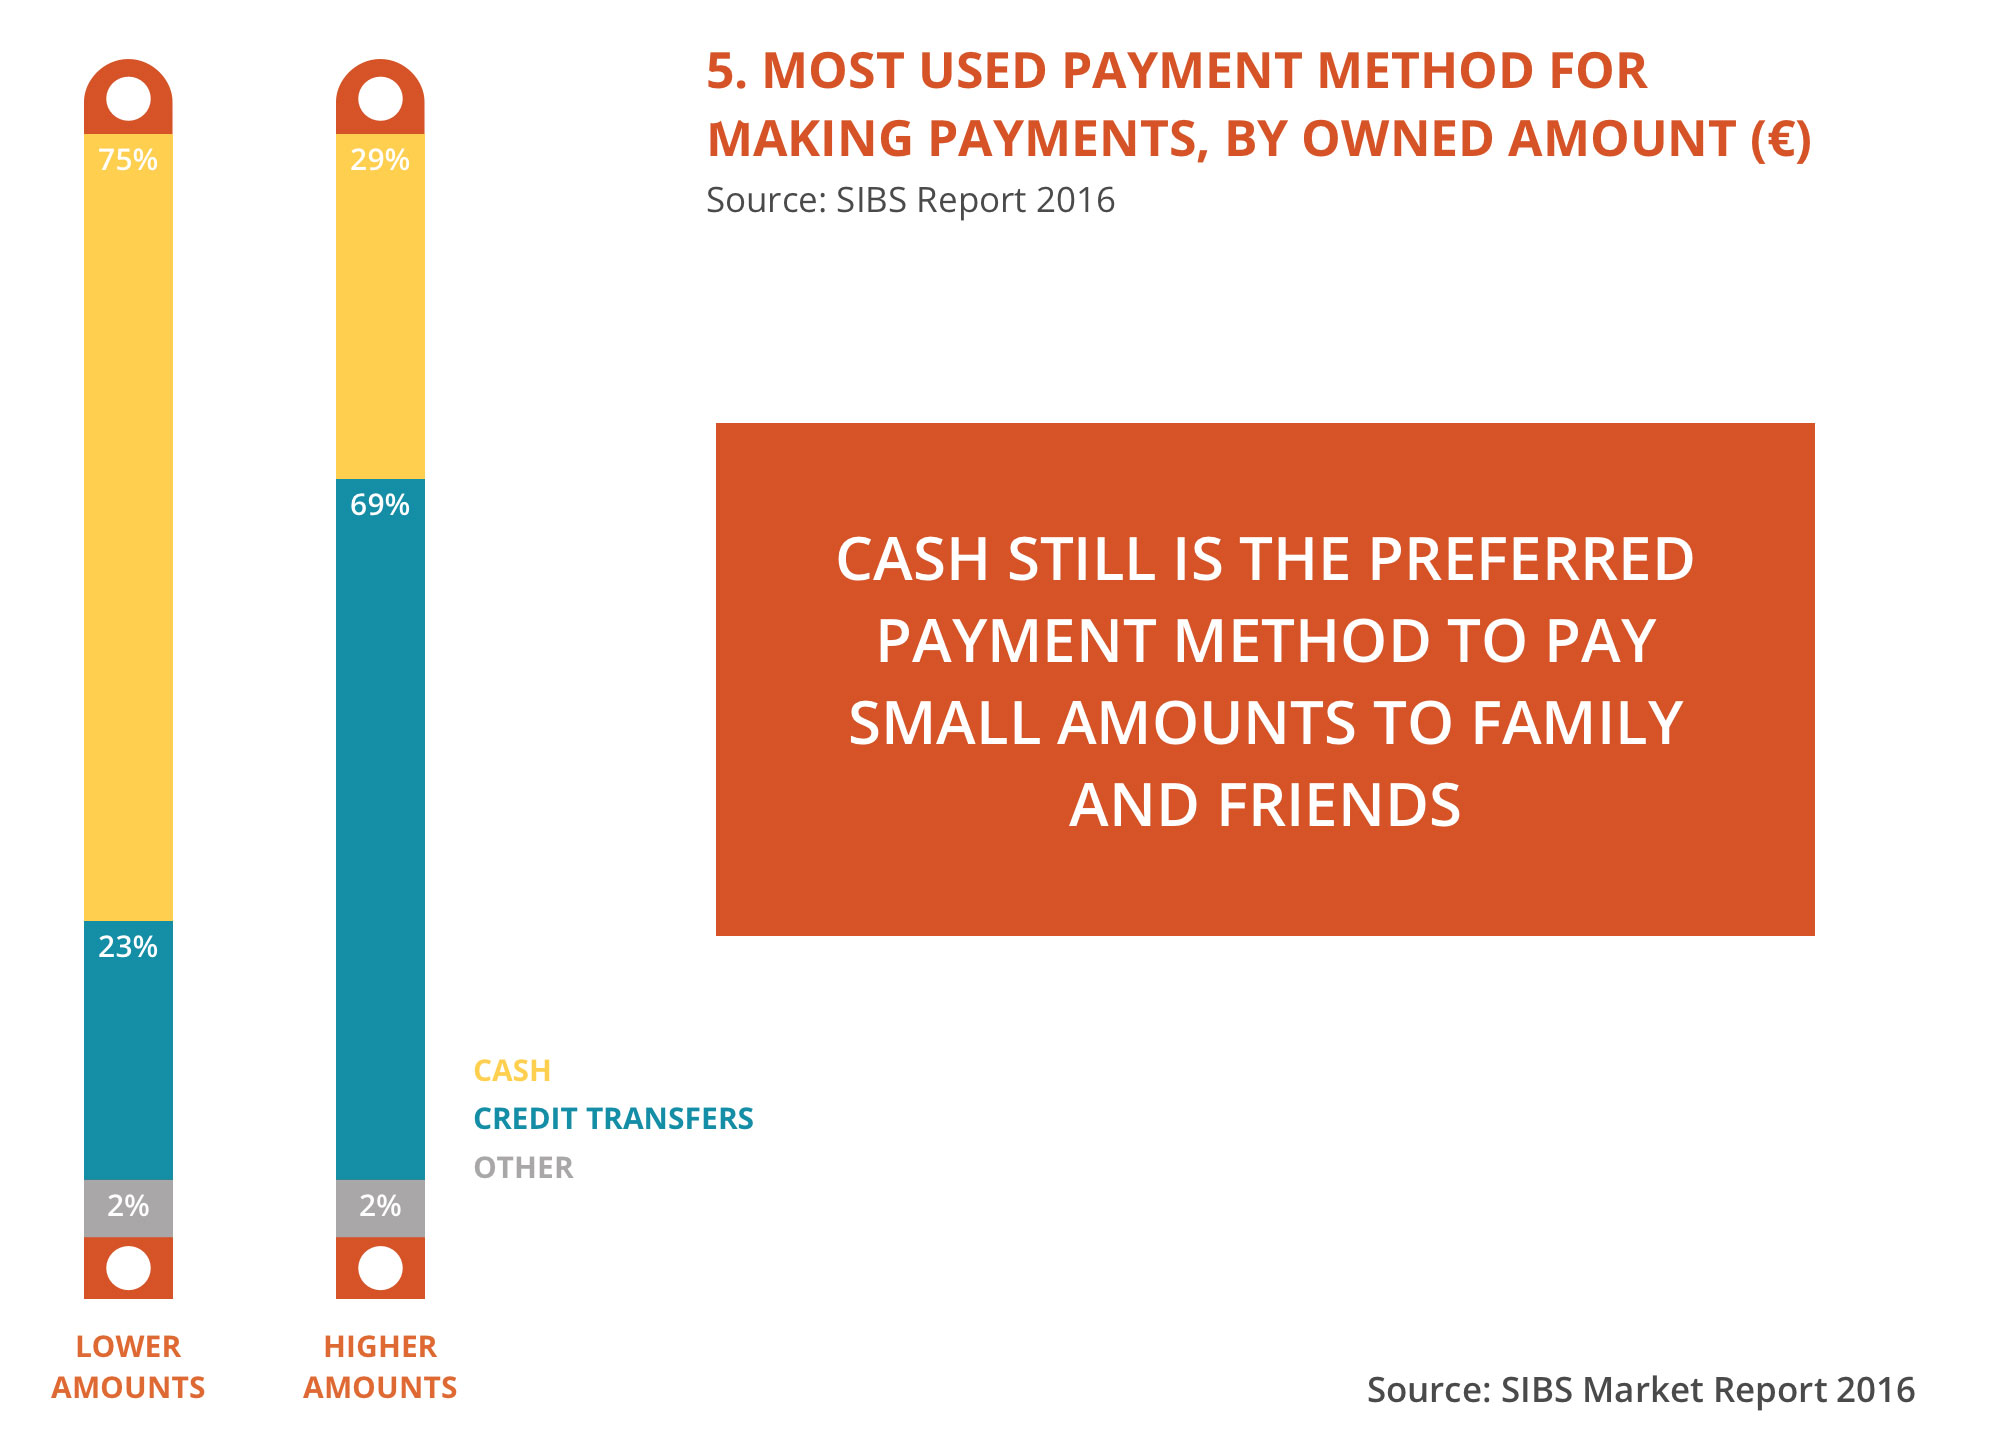 5. MOST USED PAYMENT METHOD FOR
MAKING PAYMENTS, BY OWNED AMOUNT (€)
Source: SIBS Report 2016
75%
23%
2%
LOWER
AMOUNTS
29%
69%
2%
HIGHER
AMOUNTS
CASH
CREDIT TRANSFERS
OTHER
CASH STILL IS THE PREFERRED
PAYMENT METHOD TO PAY
SMALL AMOUNTS TO FAMILY
AND FRIENDS
Source: SIBS Market Report 2016